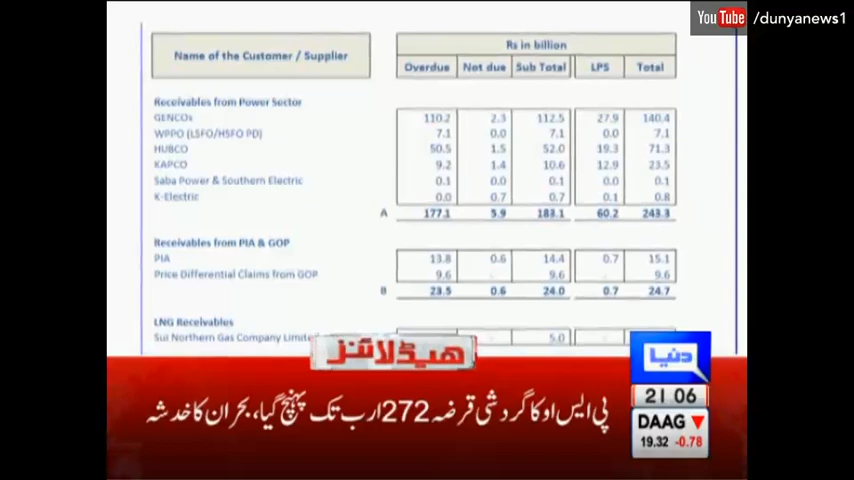 You Tube /dunyanews1
Name of the Customer / Supplier
Rs in billion
Overdue Not due Sub Total LPS Total
Receivables from Power Sector
GENCOs 110.2 2.3 112.5 27.9 140.4
WPPO (LSFO/HSFO PD) 7.1 0.0 7.1 0.0 7.1
HUBCO 50.5 1.5 52.0 19.3 71.3
KAPCO 9.2 1.4 10.6 12.9 23.5
Saba Power & Southern Electric 0.1 0.0 0.1 0.0 0.1
K-Electric 0.0 0.7 0.7 0.1 0.8
A 177.1 5.9 183.1 60.2 243.3
Receivables from PIA & GOP
PIA 13.8 0.6 14.4 0.7 15.1
Price Differential Claims from GOP 9.6 - 9.6 - 9.6
B 23.5 0.6 24.0 0.7 24.7
LNG Receivables
Sui Northern Gas Company Limite 5.0
ہیڈلائنز
دنیا
21 06
پی ایس او کا گردشی قرضہ 272 ارب تک پہنچ گیا، بحران کا خدشہ
DAAG ▼
19.32 -0.78